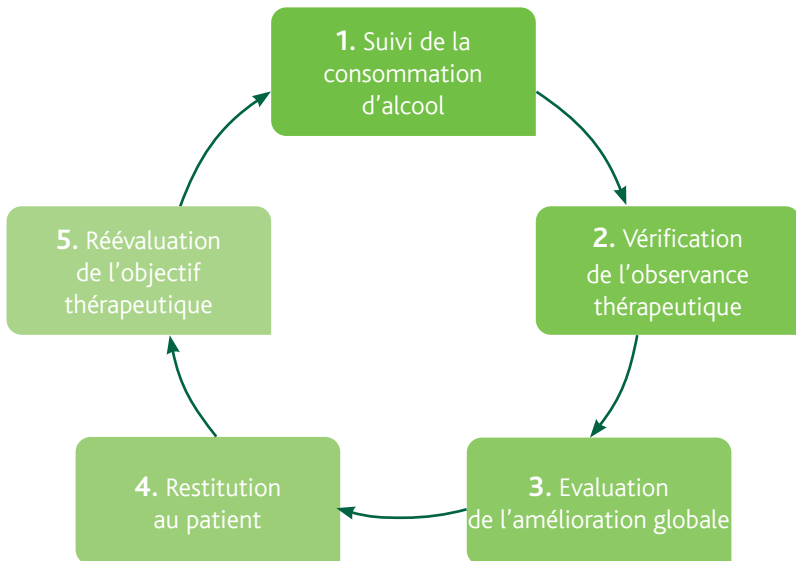 1. Suivi de la
consommation
d’alcool
2. Vérification
de l’observance
thérapeutique
3. Evaluation
de l’amélioration globale
4. Restitution
au patient
5. Réévaluation
de l’objectif
thérapeutique